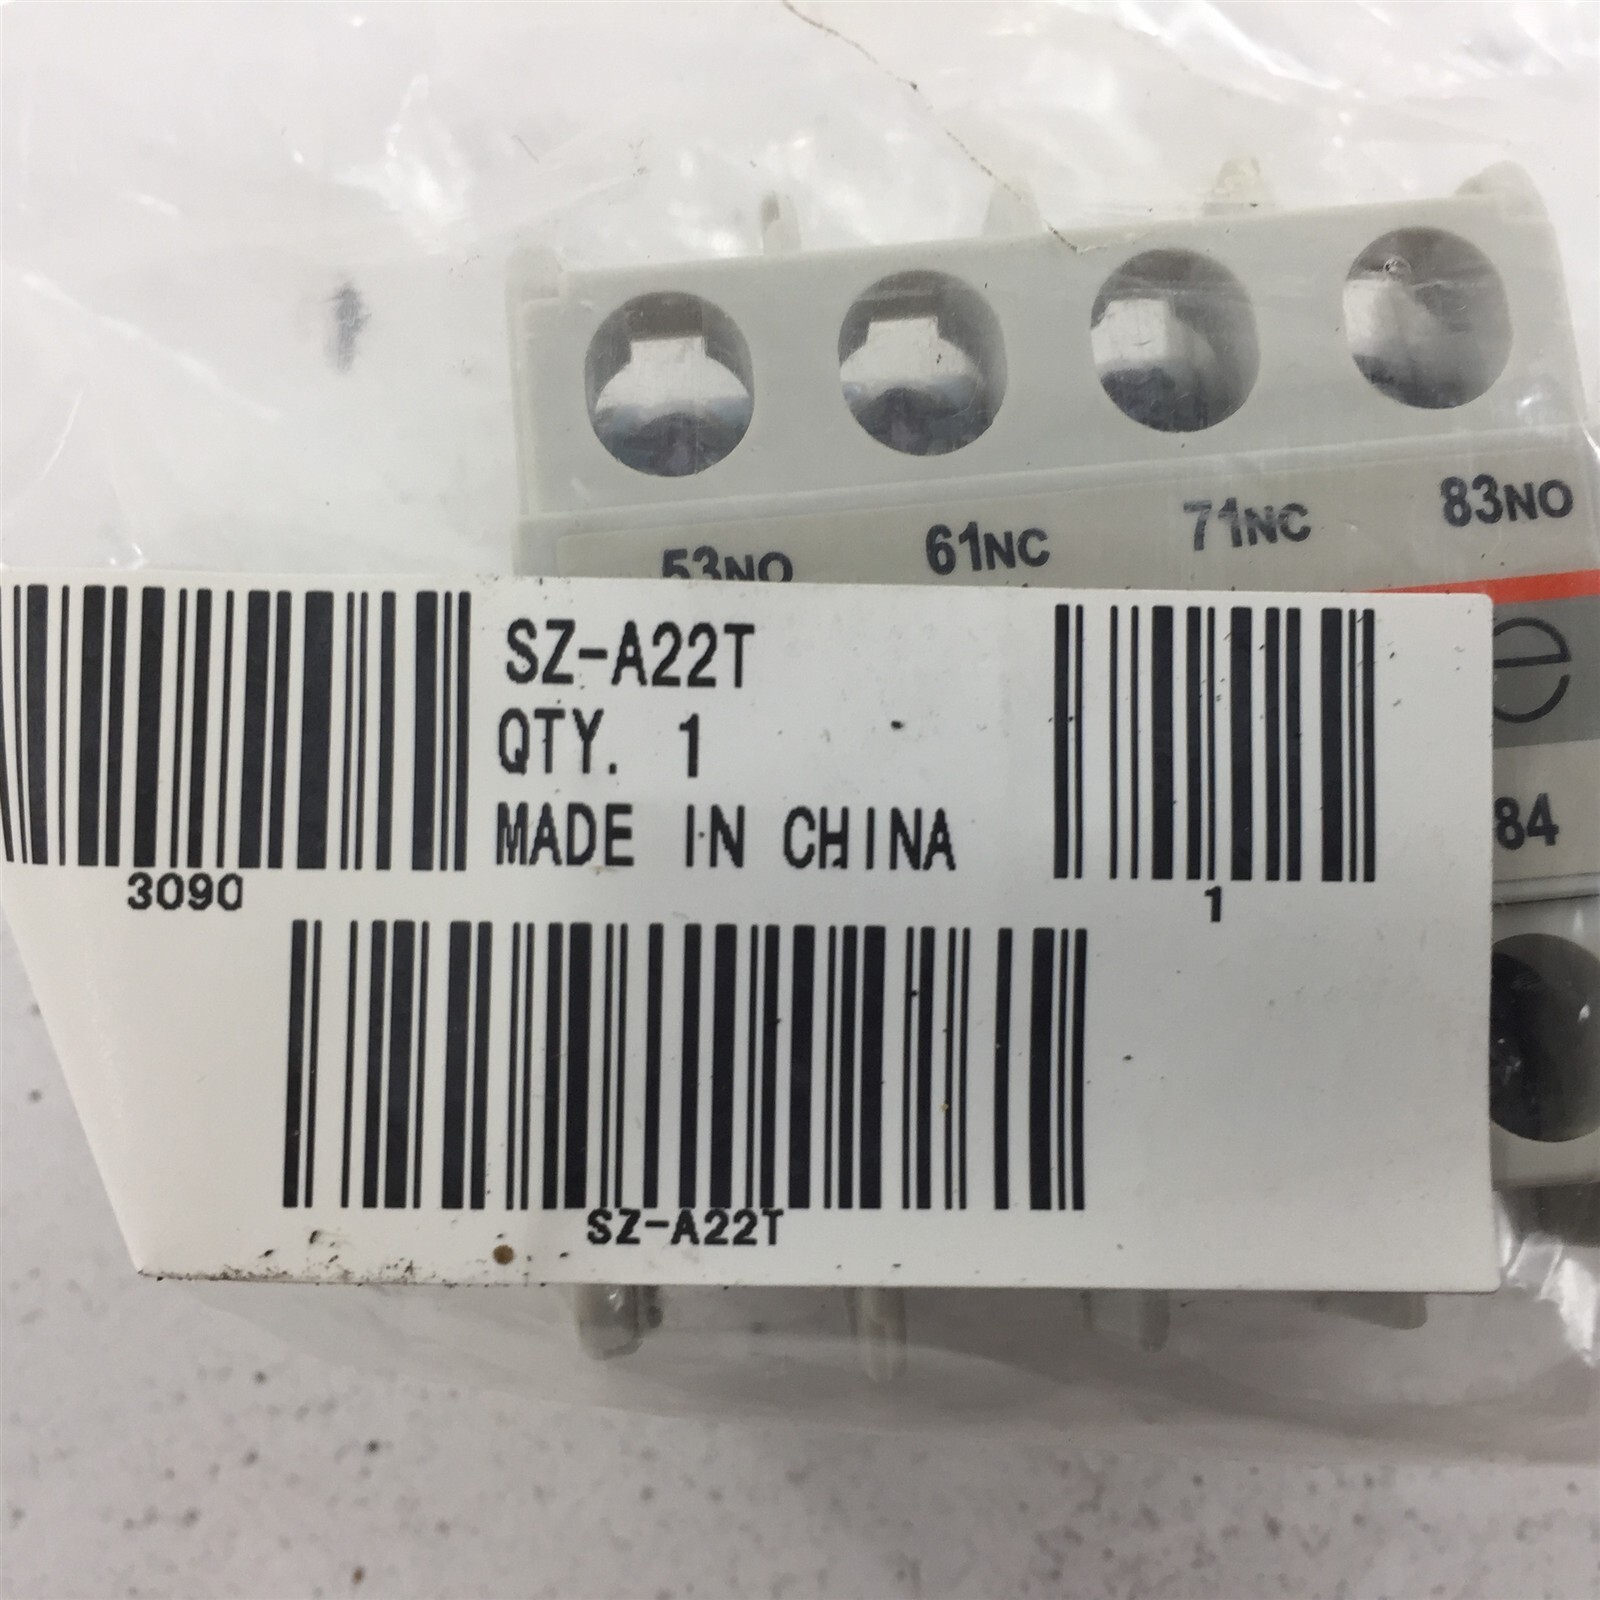 53NO 61NC 71NC 83NO
SZ-A22T
QTY. 1
MADE IN CHINA
84
3090
1
SZ-A22T